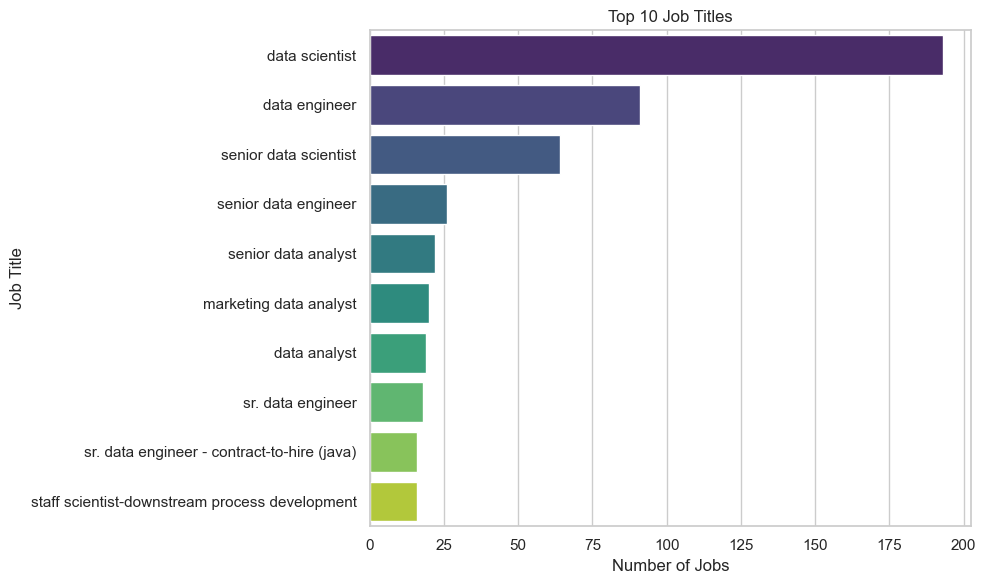 Top 10 Job Titles
Job Title
data scientist
data engineer
senior data scientist
senior data engineer
senior data analyst
marketing data analyst
data analyst
sr. data engineer
sr. data engineer - contract-to-hire (java)
staff scientist-downstream process development
0 25 50 75 100 125 150 175 200
Number of Jobs